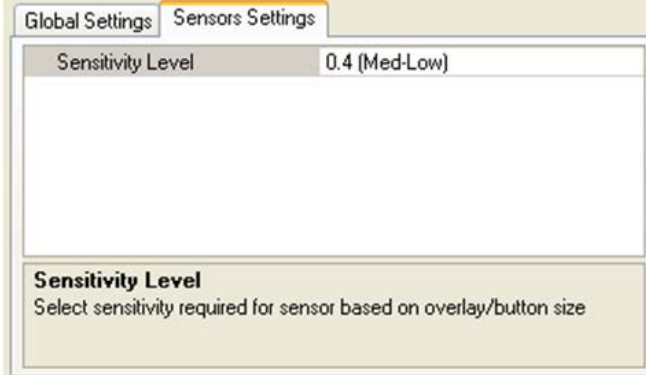 Global Settings Sensors Settings
Sensitivity Level 0.4 (Med-Low)
Sensitivity Level
Select sensitivity required for sensor based on overlay/button size